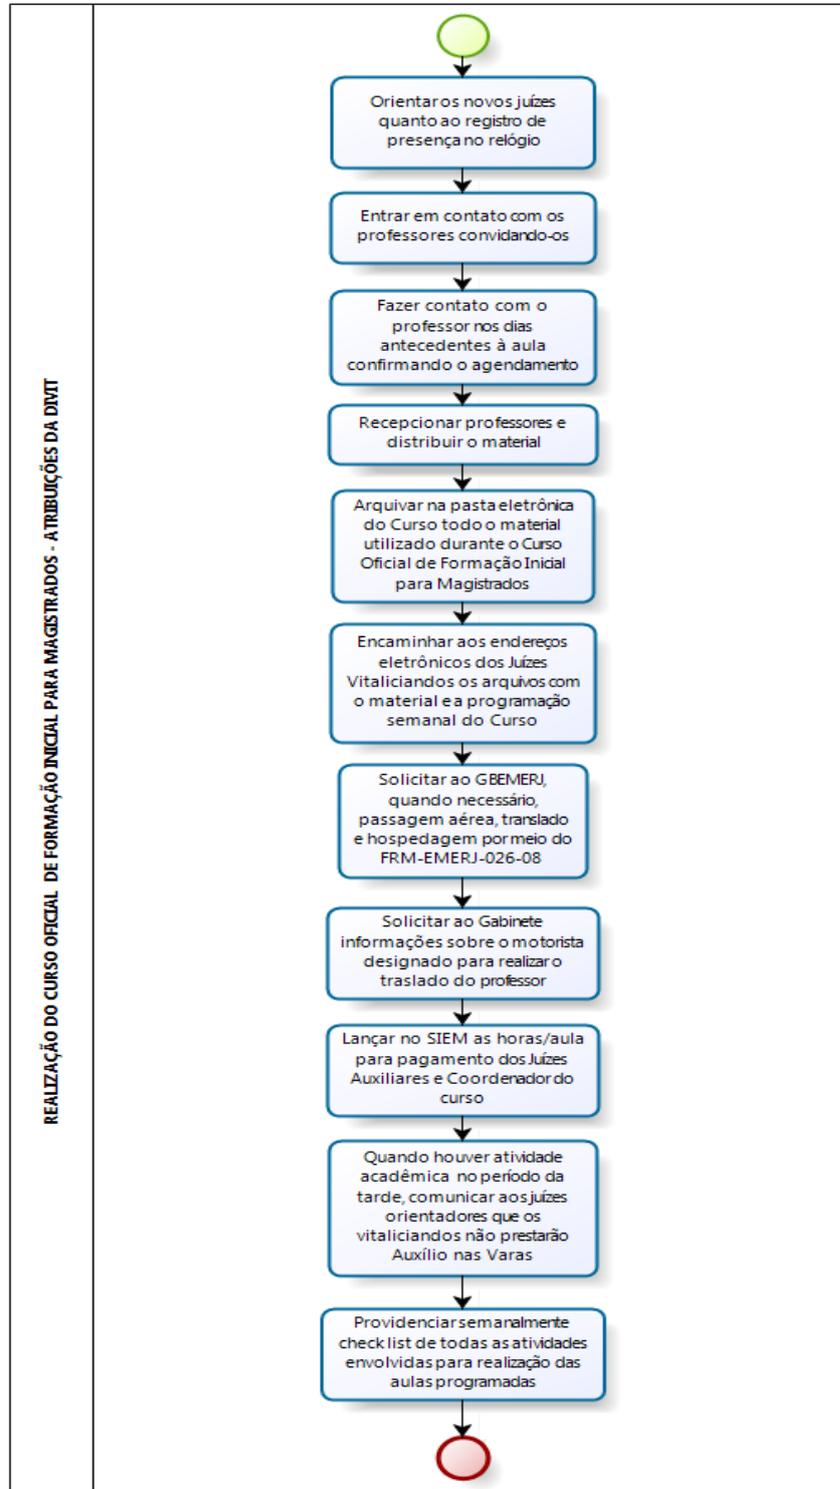 REALIZAÇÃO DO CURSO OFICIAL DE FORMAÇÃO INICIAL PARA MAGISTRADOS - ATRIBUIÇÕES DA DIVIT
Orientar os novos juízes
quanto ao registro de
presença no relógio
Entrar em contato com os
professores convidando-os
Fazer contato com o
professor nos dias
antecedentes à aula
confirmando o agendamento
Recepcionar professores e
distribuir o material
Arquivar na pasta eletrônica
do Curso todo o material
utilizado durante o Curso
Oficial de Formação Inicial
para Magistrados
Encaminhar aos endereços
eletrônicos dos Juízes
Vitaliciandos os arquivos com
o material e a programação
semanal do Curso
Solicitar ao GBEMERJ,
quando necessário,
passagem aérea, translado
e hospedagem por meio do
FRM-EMERJ-026-08
Solicitar ao Gabinete
informações sobre o motorista
designado para realizar o
traslado do professor
Lançar no SIEM as horas/aula
para pagamento dos Juízes
Auxiliares e Coordenador do
curso
Quando houver atividade
acadêmica no período da
tarde, comunicar aos juízes
orientadores que os
vitaliciandos não prestarão
Auxílio nas Varas
Providenciar semanalmente
check list de todas as atividades
envolvidas para realização das
aulas programadas